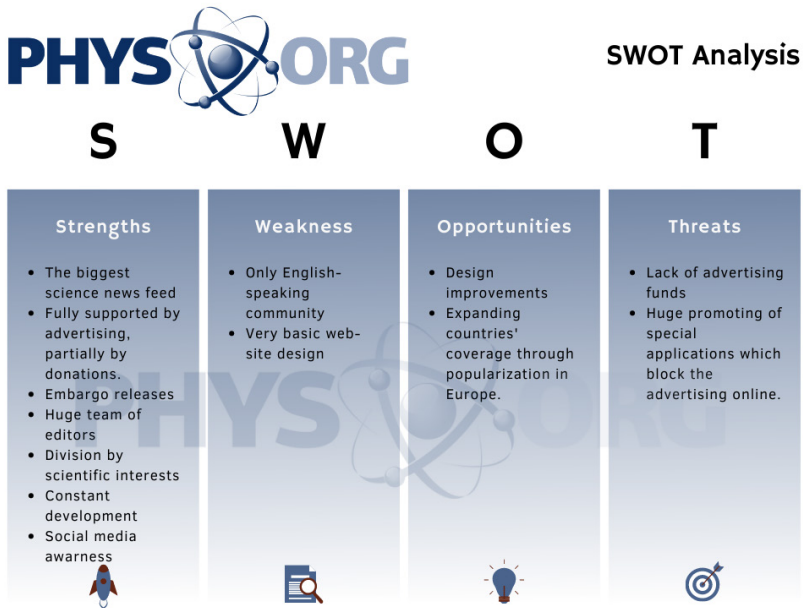 PHYS ORG
SWOT Analysis
S
W
O
T
Strengths
• The biggest
science news feed
• Fully supported by
advertising,
partially by
donations.
• Embargo releases
• Huge team of
editors
• Division by
scientific interests
• Constant
development
• Social media
awarness
Weakness
• Only English-
speaking
community
• Very basic web-
site design
Opportunities
• Design
improvements
• Expanding
countries'
coverage through
popularization in
Europe.
Threats
• Lack of advertising
funds
• Huge promoting of
special
applications which
block the
advertising online.
PHYS ORG